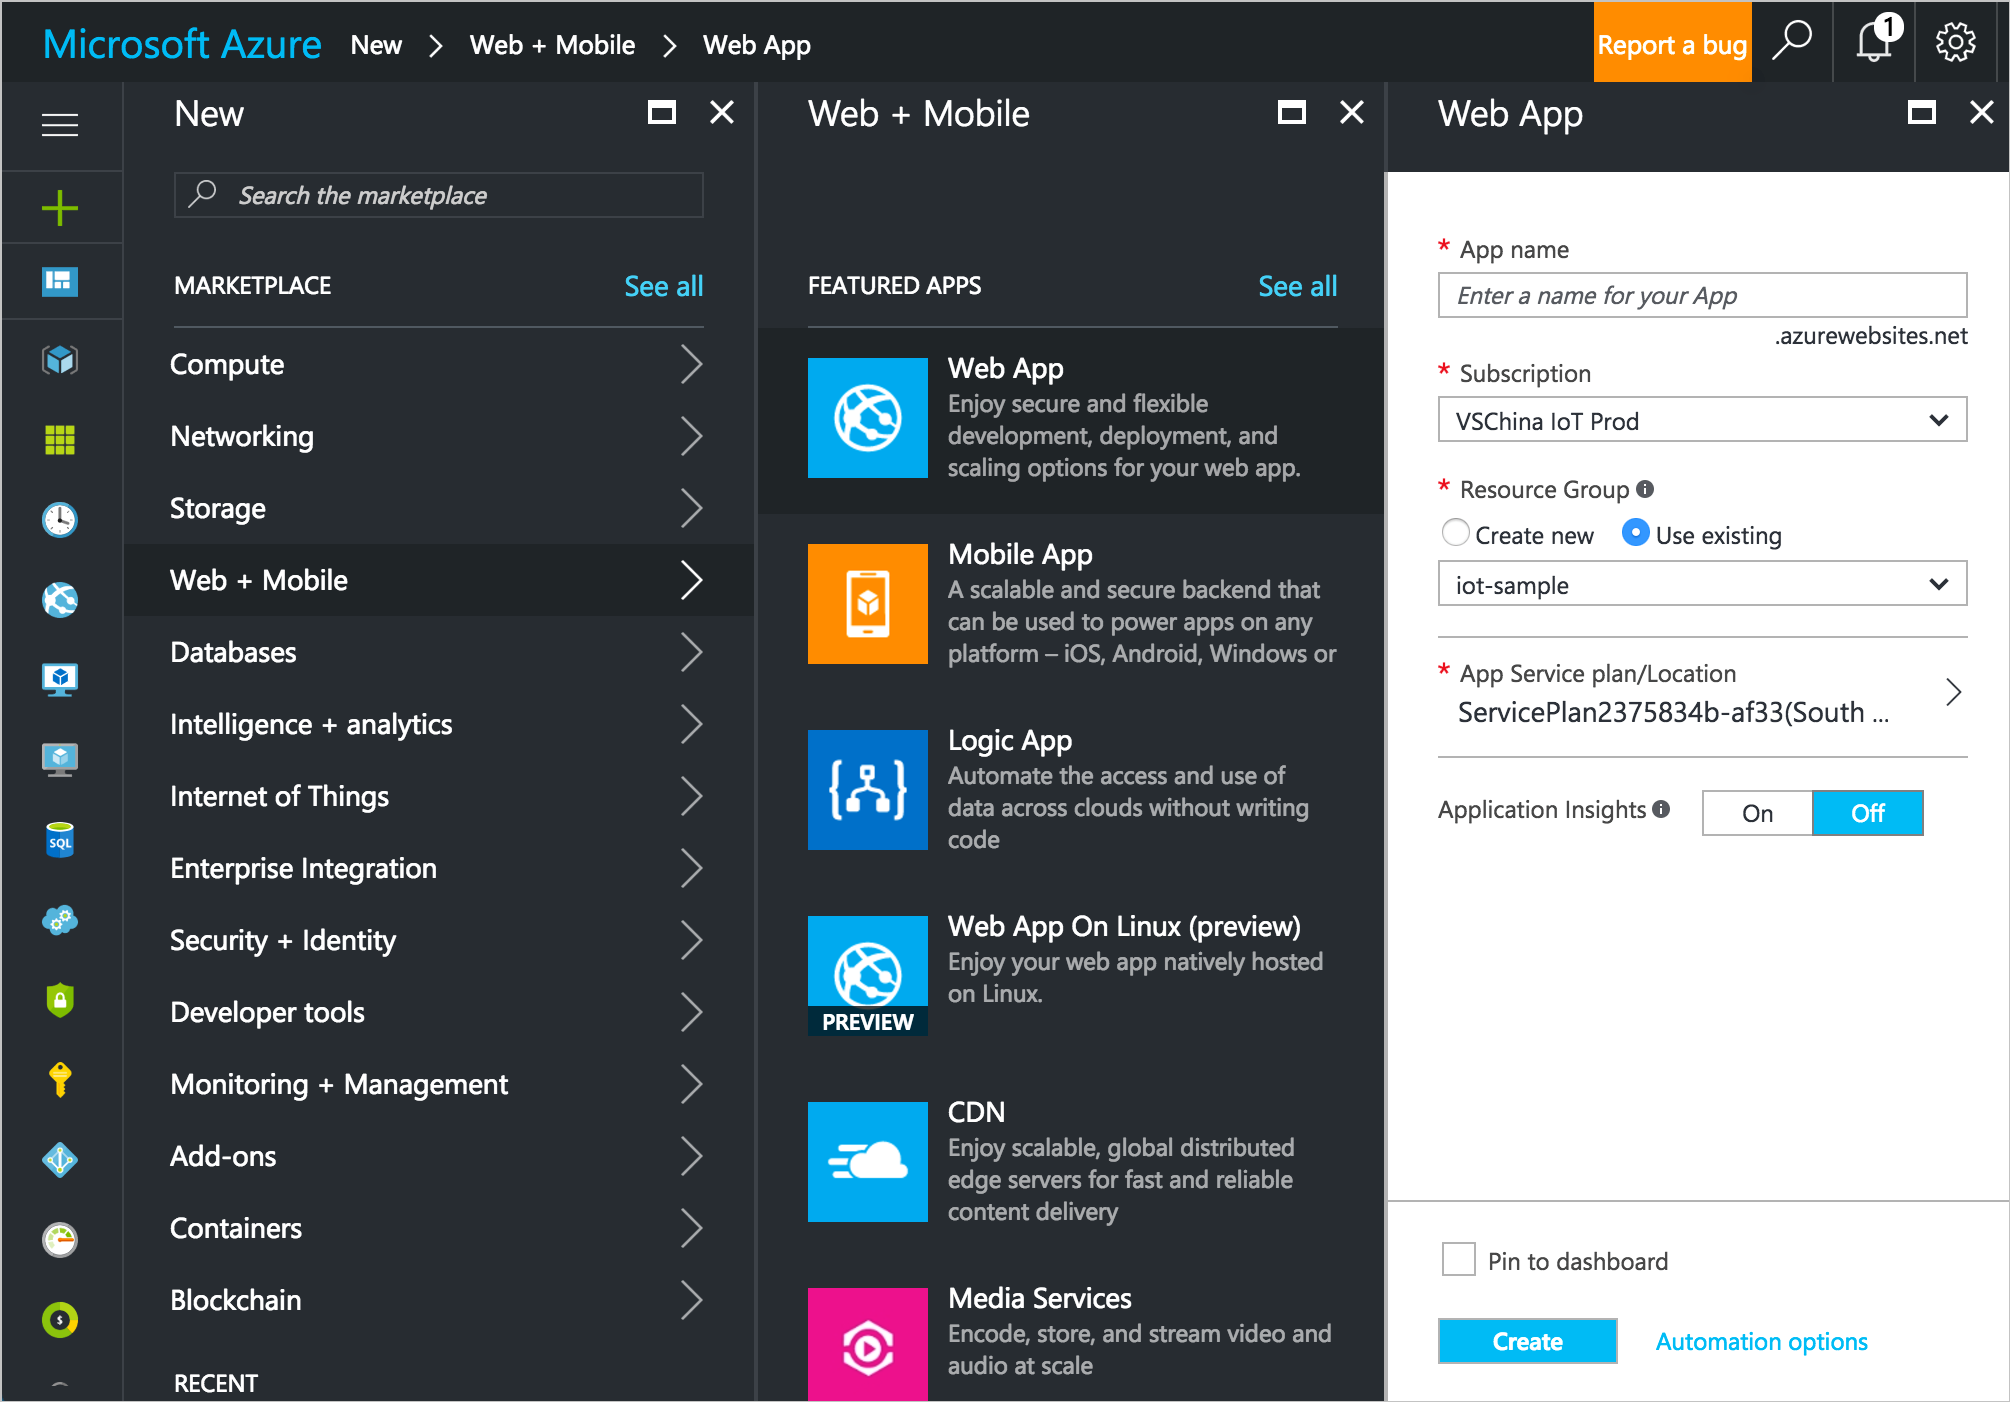 Microsoft Azure New > Web + Mobile > Web App
Report a bug
1
New
Search the marketplace
MARKETPLACE See all
Compute
Networking
Storage
Web + Mobile
Databases
Intelligence + analytics
Internet of Things
Enterprise Integration
Security + Identity
Developer tools
Monitoring + Management
Add-ons
Containers
Blockchain
RECENT
SQL
$
Web + Mobile
FEATURED APPS See all
Web App
Enjoy secure and flexible
development, deployment, and
scaling options for your web app.
Mobile App
A scalable and secure backend that
can be used to power apps on any
platform – iOS, Android, Windows or
Logic App
Automate the access and use of
data across clouds without writing
code
Web App On Linux (preview)
Enjoy your web app natively hosted
on Linux.
PREVIEW
CDN
Enjoy scalable, global distributed
edge servers for fast and reliable
content delivery
Media Services
Encode, store, and stream video and
audio at scale
Web App
* App name
Enter a name for your App
.azurewebsites.net
* Subscription
VSChina IoT Prod
* Resource Group
Create new Use existing
iot-sample
* App Service plan/Location
ServicePlan2375834b-af33(South ...
Application Insights On Off
Pin to dashboard
Create Automation options